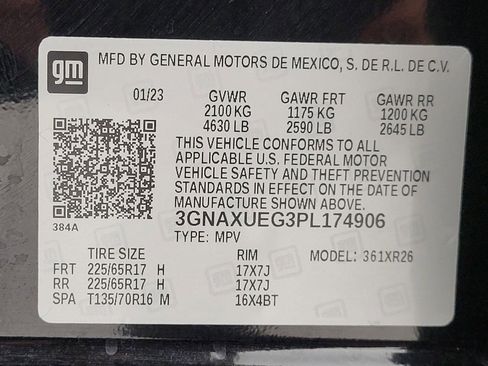 gm MFD BY GENERAL MOTORS DE MEXICO, S. DE R.L. DE C.V.
01/23 GVWR GAWR FRT GAWR RR
2100 KG 1175 KG 1200 KG
4630 LB 2590 LB 2645 LB
THIS VEHICLE CONFORMS TO ALL
APPLICABLE U.S. FEDERAL MOTOR
VEHICLE SAFETY AND THEFT PREVENTION
STANDARDS IN EFFECT ON THE DATE OF
MANUFACTURE SHOWN ABOVE.
384A
3GNAXUEG3PL174906
TYPE: MPV
TIRE SIZE RIM MODEL: 361XR26
FRT 225/65R17 H 17X7J
RR 225/65R17 H 17X7J
SPA T135/70R16 M 16X4BT